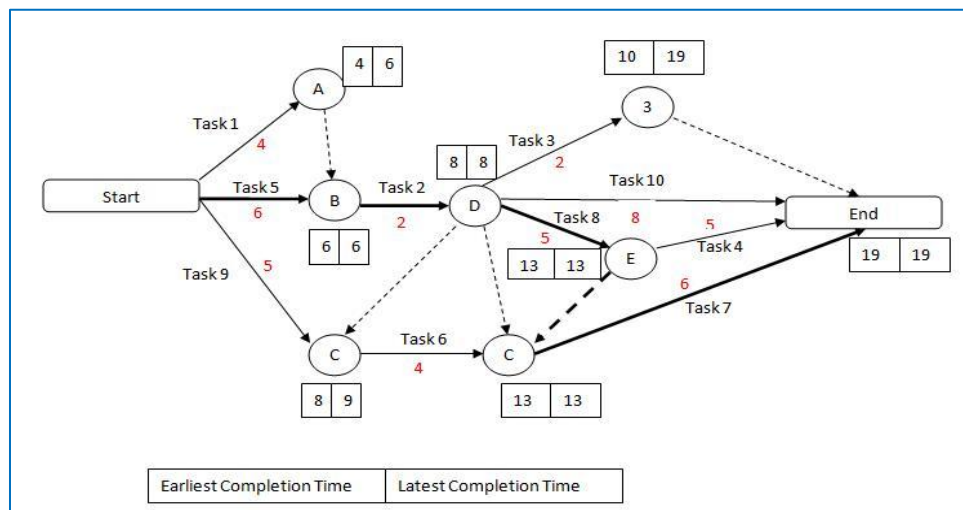 4 6
A
10 19
3
Task 1
4
Task 3
2
8 8
Start
Task 5
6
B
Task 2
2
D
Task 10
8
5
End
Task 8
5
Task 4
6 6
13 13
E
19 19
Task 9
5
6
Task 7
C
Task 6
4
C
8 9
13 13
Earliest Completion Time Latest Completion Time